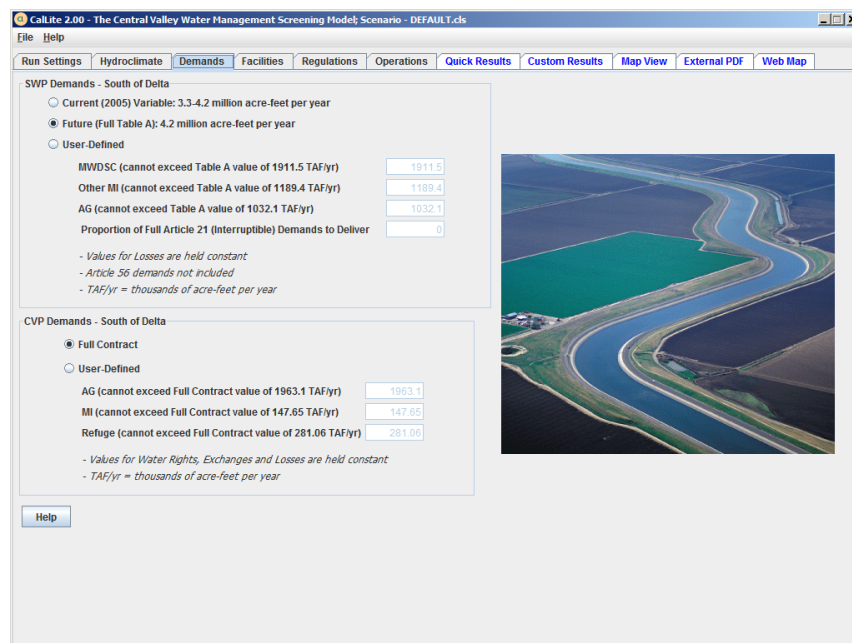 CalLite 2.00 - The Central Valley Water Management Screening Model; Scenario - DEFAULT.cls
File Help
Run Settings Hydroclimate Demands Facilities Regulations Operations Quick Results Custom Results Map View External PDF Web Map
SWP Demands - South of Delta
Current (2005) Variable: 3.3-4.2 million acre-feet per year
Future (Full Table A): 4.2 million acre-feet per year
User-Defined
MWDSC (cannot exceed Table A value of 1911.5 TAF/yr) 1911.5
Other MI (cannot exceed Table A value of 1189.4 TAF/yr) 1189.4
AG (cannot exceed Table A value of 1032.1 TAF/yr) 1032.1
Proportion of Full Article 21 (Interruptible) Demands to Deliver 0
- Values for Losses are held constant
- Article 56 demands not included
- TAF/yr = thousands of acre-feet per year
CVP Demands - South of Delta
Full Contract
User-Defined
AG (cannot exceed Full Contract value of 1963.1 TAF/yr) 1963.1
MI (cannot exceed Full Contract value of 147.65 TAF/yr) 147.65
Refuge (cannot exceed Full Contract value of 281.06 TAF/yr) 281.06
- Values for Water Rights, Exchanges and Losses are held constant
- TAF/yr = thousands of acre-feet per year
Help